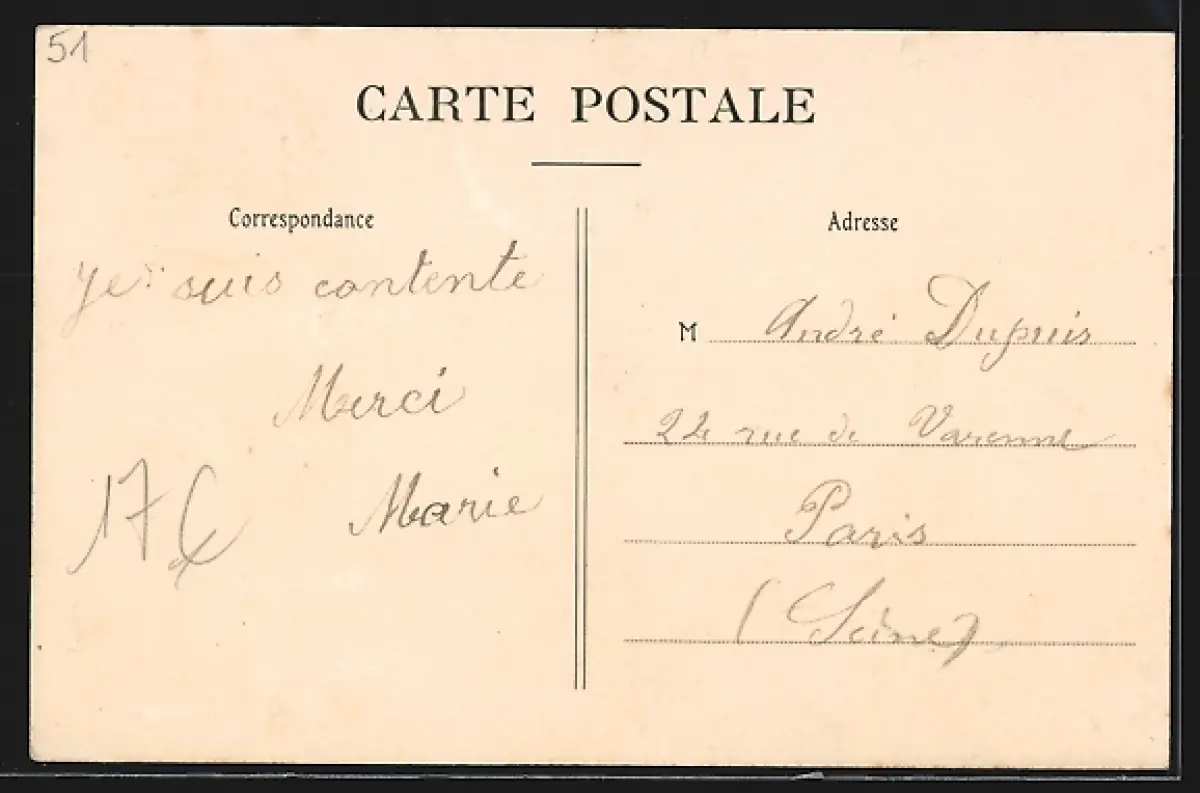 51
CARTE POSTALE
Correspondance
Je suis contente
Merci
Marie
Adresse
M André Dupuis
24 rue de Varenne
Paris
(Seine)